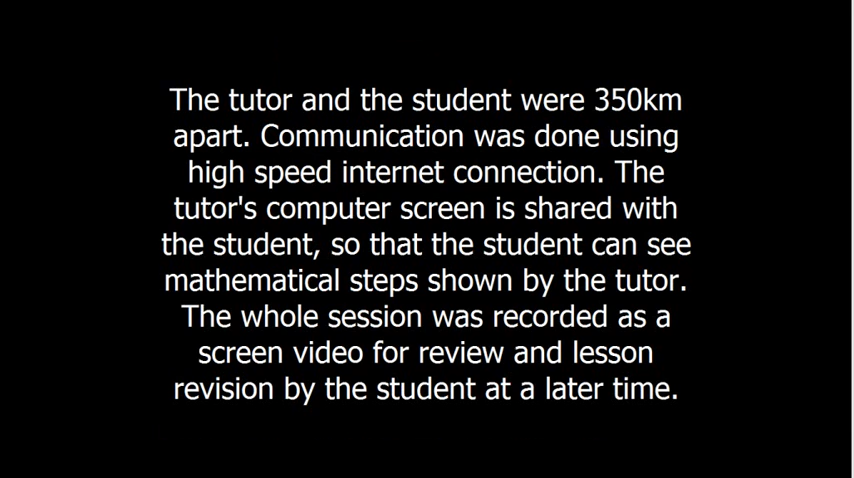 The tutor and the student were 350km
apart. Communication was done using
high speed internet connection. The
tutor's computer screen is shared with
the student, so that the student can see
mathematical steps shown by the tutor.
The whole session was recorded as a
screen video for review and lesson
revision by the student at a later time.